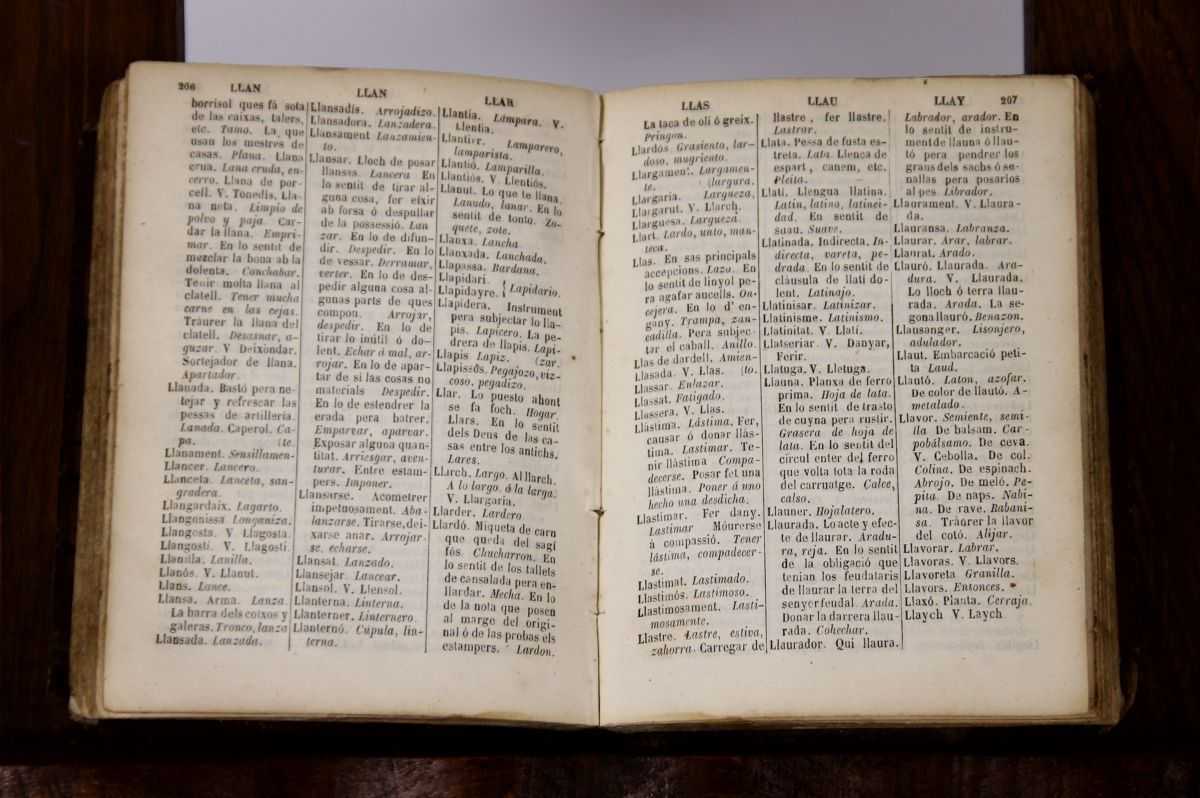 266 LLAN
borrisol ques fá sota
de las caixas, talers,
etc. Tamo. La que
usan los mestres de
casas. Plana. Llana
crua. Lana cruda, en-
cerro. Llana de por-
cell. V. Tonedís. Lla-
na neta. Limpio de
polvo y paja. Car-
dar la llana. Empri-
mar. En lo sentit de
mezclar la bona ab la
dolenta. Conchabar.
Tenir molta llana al
clatell. Tener mucha
carne en las cejas.
Tráurer la llana del
clatell. Desasnar, a-
guzar. V Deixondar.
Sortejador de llana.
Apartador.
Llanada. Bastó pera ne-
tejar y refrescar las
pessas de artillería.
Lanada. Caperol. Ca-
pa. (te.
Llanament. Sensillamen-
Llancer. Lancero.
Llanceta. Lanceta, san-
gradera.
Llangardaix. Lagarto.
Llanganissa Longaniza.
Llangosta. V Llagosta.
Llangosti. V. Llagosti.
Llanilla. Lanilla.
Llanós. V. Llanut.
Llans. Lance.
Llansa. Arma. Lanza.
La barra dels coixos y
galeras. Tronco, lanza
Llansada. Lanzada.
LLAN
Llansadís. Arrojadizo.
Llansadora. Lanzadera.
Llansament Lanzamien-
to.
Llansar. Lloch de posar
llansas Lancera En
lo sentit de tirar al-
guna cosa, fer eixir
ab forsa ó despullar
de la possesió. Lan
zar. En lo de difun-
dir. Despedir. En lo
de vessar. Derramar,
verter. En lo de des-
pedir alguna cosa al-
gunas parts de ques
compon. Arrojar,
despedir. En lo de
tirar lo inútil ó do-
lent. Echar á mal, ar-
rojar. En lo de apar-
tar de si las cosas no
materials Despedir.
En lo de estendrer la
erada pera batrer.
Emparvar, aparvar.
Exposar alguna quan-
titat. Arriesgar, aven-
turar. Entre estam-
pers. Imponer.
Llansarse. Acometrer
impetuosament. Aba-
lanzarse. Tirarse, dei-
xarse anar. Arrojar-
se. echarse.
Llansat. Lanzado.
Llansejar. Lancear.
Llansol. V. Llensol.
Llanterna. Linterna.
Llanterner. Linternero.
Llanternó. Cúpula, lin-
terna.
LLAR
Llantia. Lámpara. V.
Llentia.
Llantier. Lamparero,
lamparista.
Llantió. Lamparilla.
Llantiós. V. Llentiós.
Llanut. Lo que te llana.
Lanudo, lanar. En lo
sentit de tonto. Zo-
quete, zote.
Llanxa. Lancha.
Llanxada. Lanchada.
Llapassa. Bardana.
Llapidari.
Llapidayre. { Lapidario.
Llapidera. Instrument
pera subjectar lo lla-
pis. Lapicero. La pe-
drera de llapis. Lapi-
Llapis Lapiz. (zar.
Llapissós. Pegajozo, viz-
coso, pegadizo.
Llar. Lo puesto ahont
se fa foch. Hogar.
Llars. En lo sentit
dels Deus de las ca-
sas entre los antichs.
Lares.
Llarch. Largo. Al llarch.
A lo largo, ó la larga.
V. Llargaria.
Llarder. Lardero
Llardó. Miqueta de carn
que queda del sagí
fós. Chucharron. En
lo sentit de los tallets
de cansalada pera en-
llardar. Mecha. En lo
de la nota que posen
al marge del origi-
nal ó de las probas els
estampers. Lardon.
LLAS
La taca de oli ó greix.
Pringon.
Llardós Grasiento, lar-
doso, mugriento.
Llargament. Largamen-
te. (largura.
Llargaria. Largueza,
Llargarut. V. Llarch.
Llarguesa. Largueza.
Llart. Lardo, unto, man-
teca.
Llas. En sas principals
accepcions. Lazo. En
lo sentit de linyol pe-
ra agafar aucells. On-
cejera. En lo d' en-
gany. Trampa, zan-
cadilla. Pera subjec-
tar el caball. Anillo.
Llas de dardell. Amien-
Llasada. V. Llas. (to.
Llassar. Enlazar.
Llassat. Fatigado.
Llassera. V. Llas.
Llástima. Lástima. Fer,
causar ó donar llás-
tima. Lastimar. Te-
nir llástima Compa-
decerse. Posar fet una
llástima. Poner á uno
hecho una desdicha.
Llastimar. Fer dany.
Lastimar Móurerse
á compassió. Tener
lástima, compadecer-
se.
Llastimat. Lastimado.
Llastimós. Lastimoso.
Llastimosament. Lasti-
mosamente.
Llastre. Lastre, estiva,
zahorra. Carregar de
LLAU
llastre, fer llastre.
Lastrar.
Llata. Pessa de fusta es-
treta. Lata. Llenca de
espart, canem, etc.
Pleita.
Llatí. Llengua llatina.
Latin, latino, latinei-
dad. En sentit de
suau. Suave.
Llatinada. Indirecta. In-
directa, vareta, pe-
drada. En lo sentit de
cláusula de llatí do-
lent. Latinajo.
Llatinisar. Latinizar.
Llatinisme. Latinismo.
Llatinitat. V. Llatí.
Llatseriar. V. Danyar,
Ferir.
Llatuga. V. Lletuga.
Llauna. Planxa de ferro
prima. Hoja de lata.
En lo sentit de trasto
de cuyna pera rustir.
Grasera de hoja de
lata. En lo sentit del
circul enter del ferro
que volta tota la roda
del carruatge. Calce,
calso.
Llauner. Hojalatero.
Llaurada. Lo acte y efec-
te de llaurar. Aradu-
ra, reja. En lo sentit
de la obligació que
tenian los feudataris
de llaurar la terra del
senyor feudal. Arada.
Donar la darrera llau-
rada. Cohechar.
Llaurador. Qui llaura.
LLAY 267
Labrador, arador. En
lo sentit de instru-
ment de llauna ó llau-
tó pera pendrer los
grans dels sachs ó se-
nallas pera posarlos
al pes Librador.
Llaurament. V. Llaura-
da.
Llauransa. Labranza.
Llaurar. Arar, labrar.
Llaurat. Arado.
Llauró. Llaurada. Ara-
dura. V. Llaurada.
Lo lloch ó terra llau-
rada. Arada. La se-
gona llauró. Benazon.
Llausanger. Lisonjero,
adulador.
Llaut. Embarcació peti-
ta Laud.
Llautó. Laton, azofar.
De color de llautó. A-
metalado.
Llavor. Semiente, semi-
lla De balsam. Car-
pobálsamo. De ceva.
V. Cebolla. De col.
Colina. De espinach.
Abrojo. De meló. Pe-
pita. De naps. Nabi-
na. De rave. Rabani-
sa. Tráurer la llavor
del cotó. Alijar.
Llavorar. Labrar.
Llavoras. V. Llavors.
Llavoreta Granilla.
Llavors. Entonces.
Llaxó. Planta. Cerraja.
Llaych V. Laych